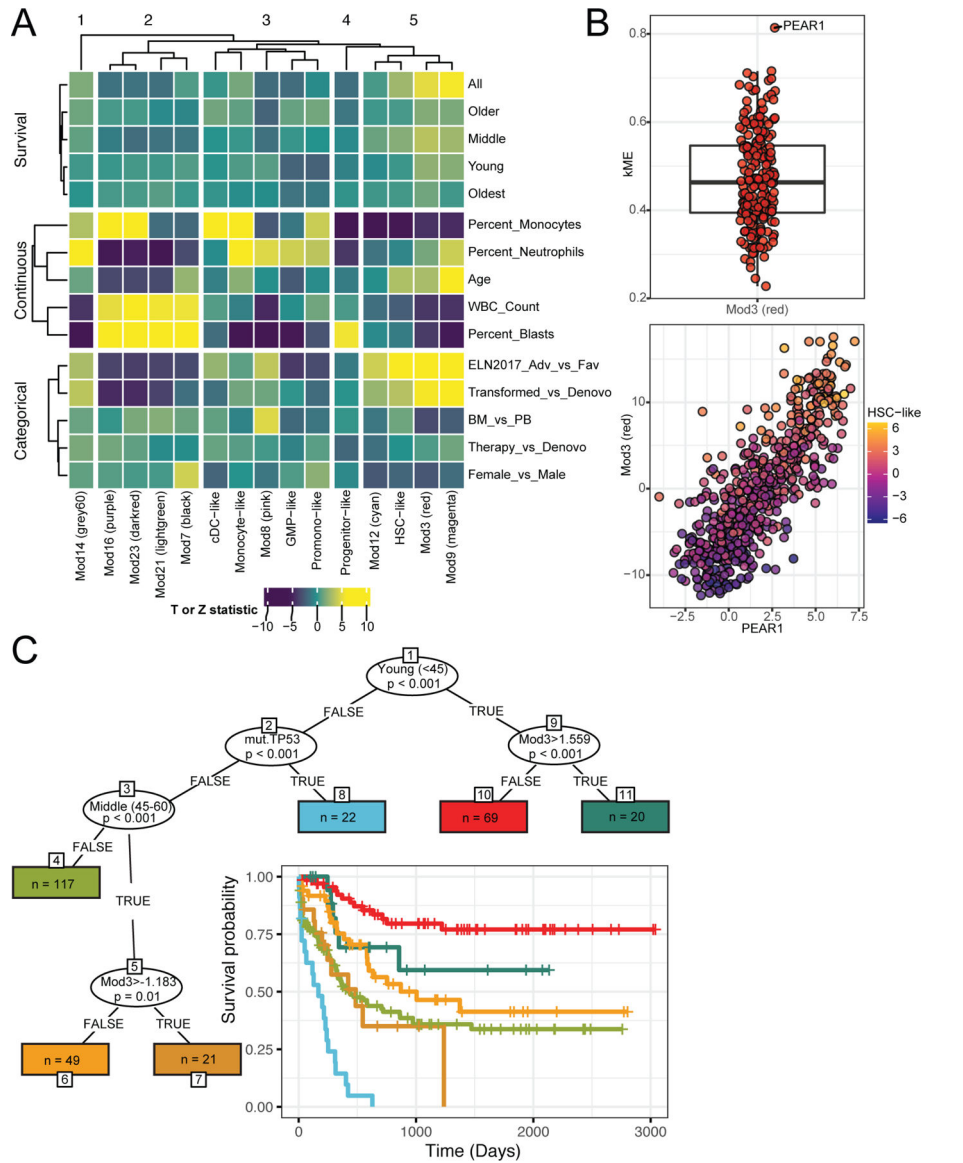 A
1 2 3 4 5
Survival
All
Older
Middle
Young
Oldest
Continuous
Percent_Monocytes
Percent_Neutrophils
Age
WBC_Count
Percent_Blasts
Categorical
ELN2017_Adv_vs_Fav
Transformed_vs_Denovo
BM_vs_PB
Therapy_vs_Denovo
Female_vs_Male
Mod14 (grey60)
Mod16 (purple)
Mod23 (darkred)
Mod21 (lightgreen)
Mod7 (black)
cDC-like
Monocyte-like
Mod8 (pink)
GMP-like
Promono-like
Progenitor-like
Mod12 (cyan)
HSC-like
Mod3 (red)
Mod9 (magenta)
T or Z statistic
−10 −5 0 5 10
B
PEAR1
kME
0.8
0.6
0.4
0.2
Mod3 (red)
Mod3 (red)
10
0
−10
−2.5 0.0 2.5 5.0 7.5
PEAR1
HSC−like
6
3
0
−3
−6
C
1
Young (<45)
p < 0.001
FALSE
TRUE
2
mut.TP53
p < 0.001
9
Mod3>1.559
p < 0.001
FALSE
TRUE
FALSE
TRUE
3
Middle (45-60)
p < 0.001
8
n = 22
10
n = 69
11
n = 20
FALSE
4
n = 117
TRUE
5
Mod3>-1.183
p = 0.01
FALSE
TRUE
n = 49
6
n = 21
7
Survival probability
1.00
0.75
0.50
0.25
0.00
0 1000 2000 3000
Time (Days)